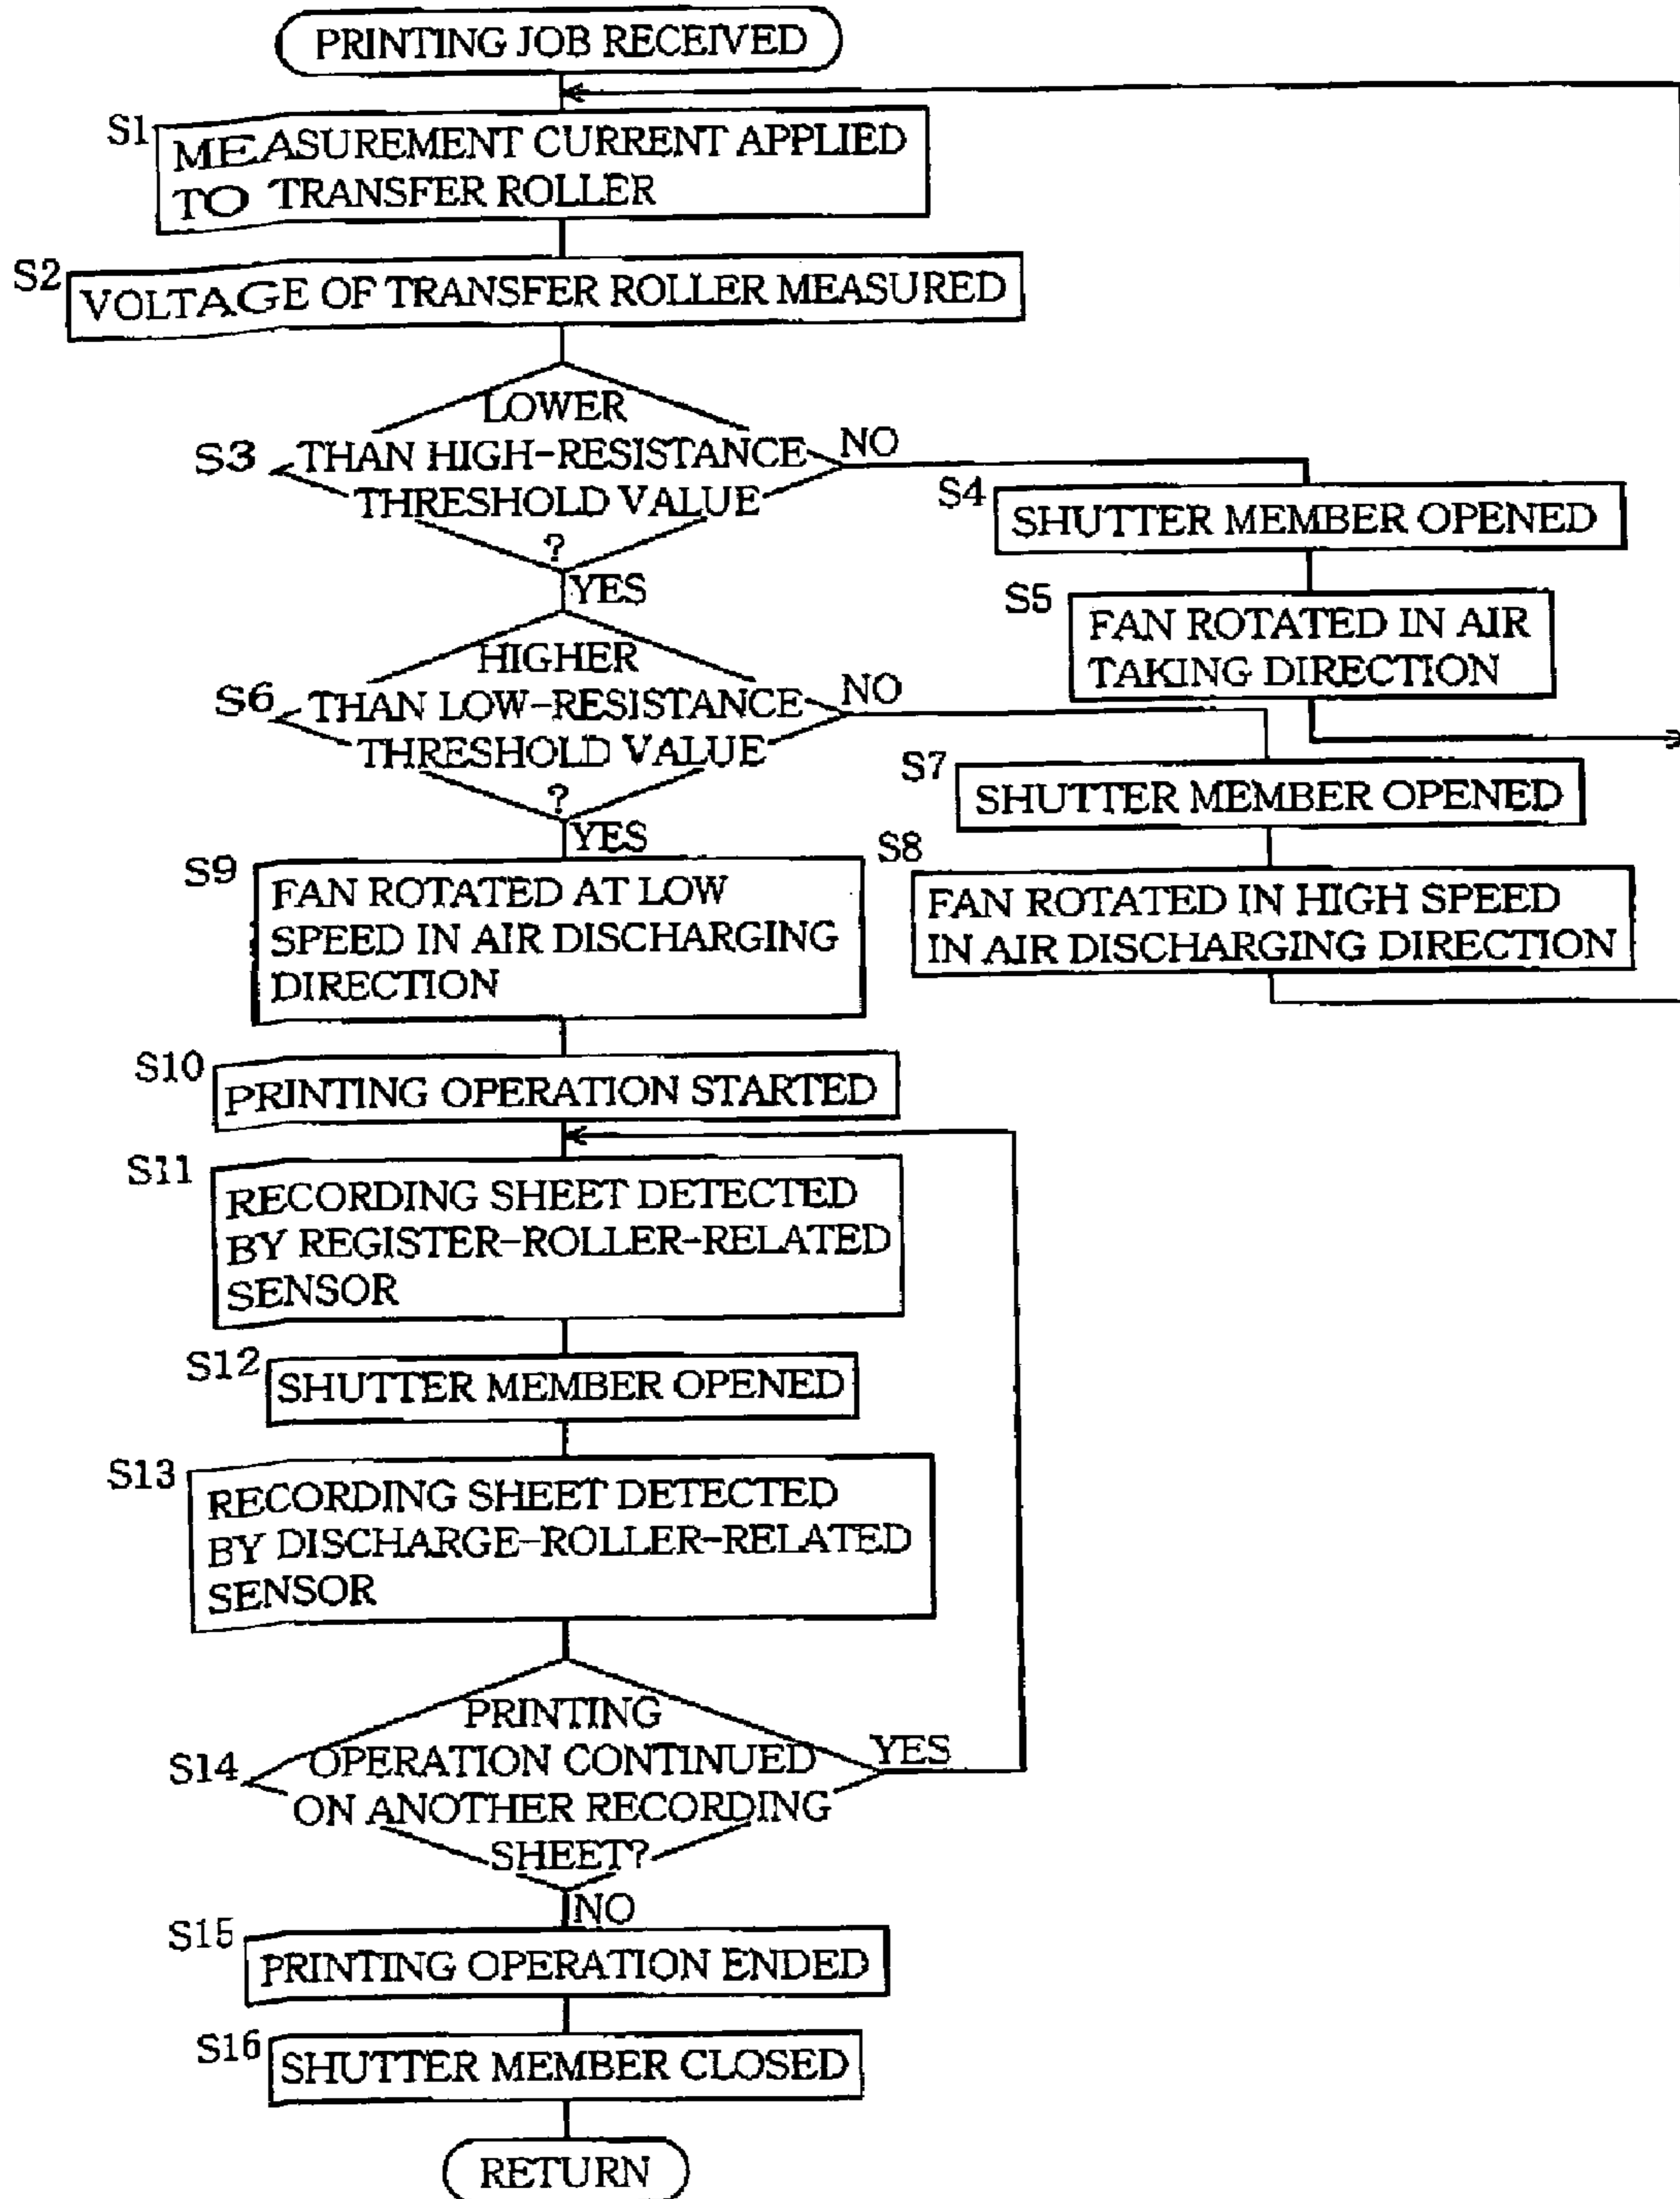 PRINTING JOB RECEIVED
S1
MEASUREMENT CURRENT APPLIED
TO TRANSFER ROLLER
S2
VOLTAGE OF TRANSFER ROLLER MEASURED
S3
LOWER
THAN HIGH-RESISTANCE
THRESHOLD VALUE
?
NO
YES
S4
SHUTTER MEMBER OPENED
S5
FAN ROTATED IN AIR
TAKING DIRECTION
S6
HIGHER
THAN LOW-RESISTANCE
THRESHOLD VALUE
?
NO
YES
S7
SHUTTER MEMBER OPENED
S8
FAN ROTATED IN HIGH SPEED
IN AIR DISCHARGING DIRECTION
S9
FAN ROTATED AT LOW
SPEED IN AIR DISCHARGING
DIRECTION
S10
PRINTING OPERATION STARTED
S11
RECORDING SHEET DETECTED
BY REGISTER-ROLLER-RELATED
SENSOR
S12
SHUTTER MEMBER OPENED
S13
RECORDING SHEET DETECTED
BY DISCHARGE-ROLLER-RELATED
SENSOR
S14
PRINTING
OPERATION CONTINUED
ON ANOTHER RECORDING
SHEET?
YES
NO
S15
PRINTING OPERATION ENDED
S16
SHUTTER MEMBER CLOSED
RETURN